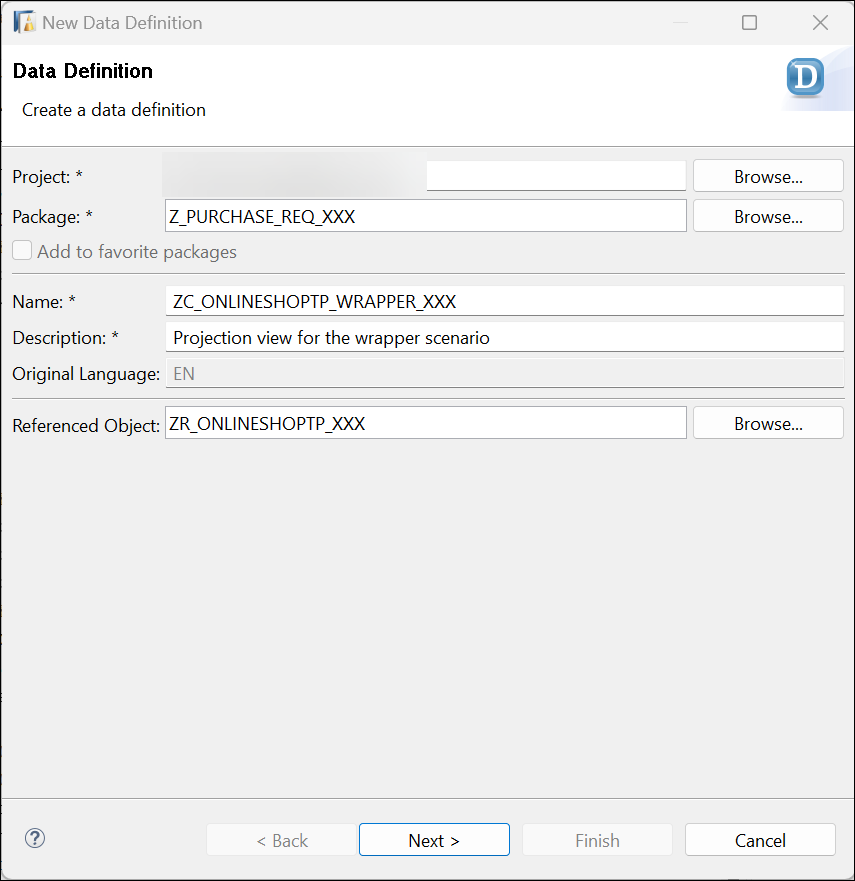 New Data Definition
Data Definition
D
Create a data definition
Project: *
Browse...
Package: *
Z_PURCHASE_REQ_XXX
Browse...
Add to favorite packages
Name: *
ZC_ONLINESHOPTP_WRAPPER_XXX
Description: *
Projection view for the wrapper scenario
Original Language:
EN
Referenced Object:
ZR_ONLINESHOPTP_XXX
Browse...
?
< Back
Next >
Finish
Cancel